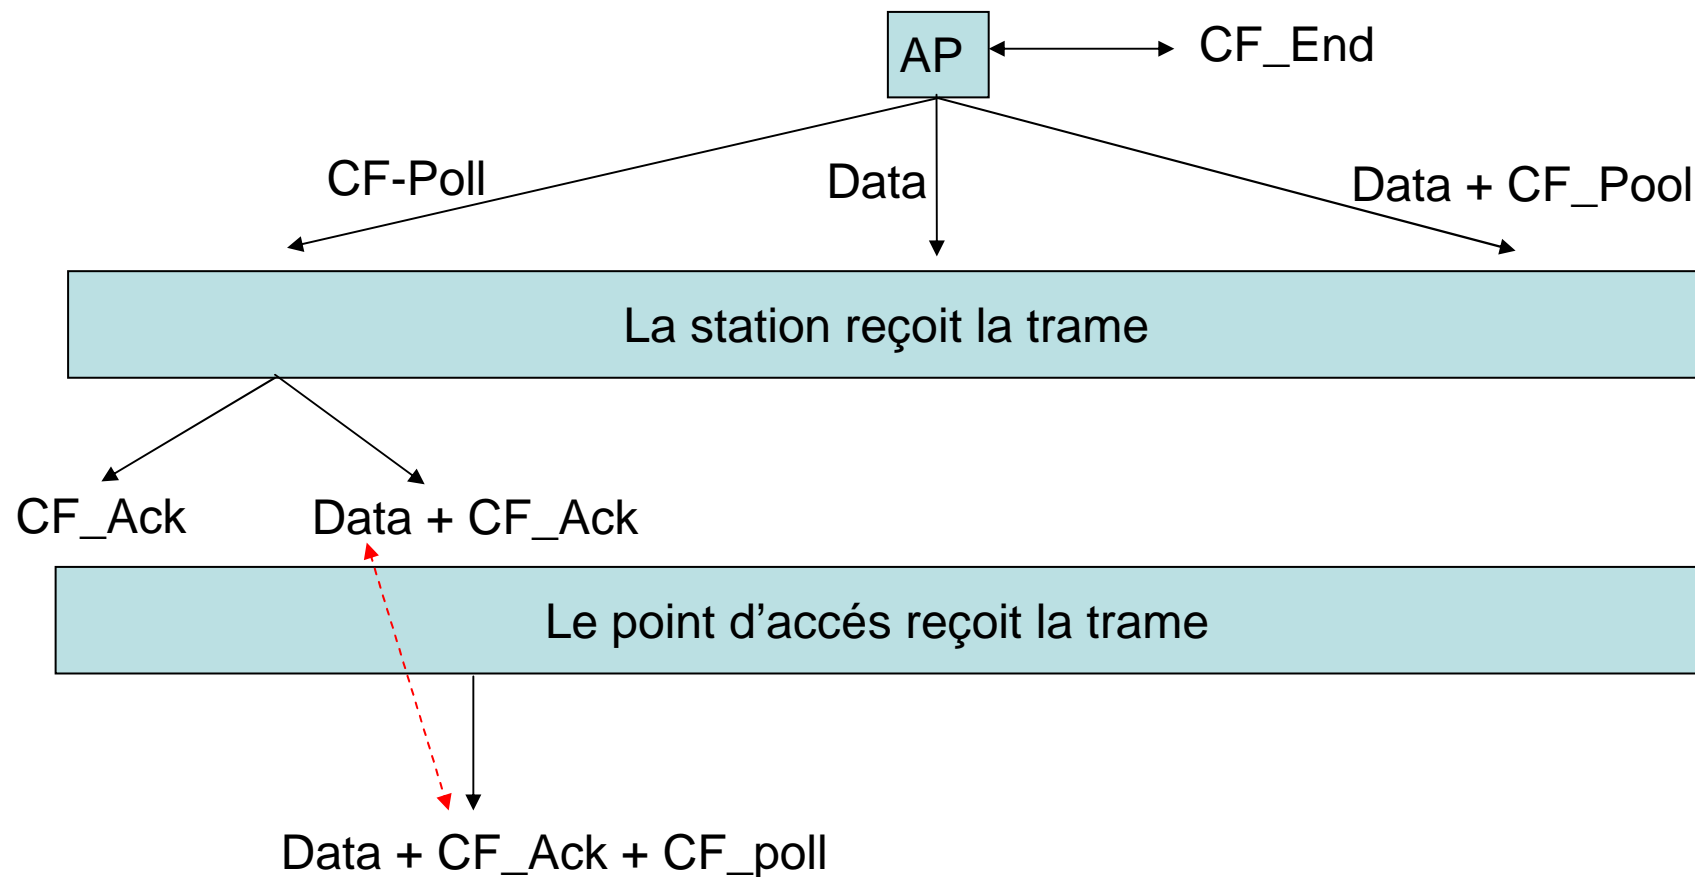 AP
CF_End
CF-Poll
Data
Data + CF_Pool
La station reçoit la trame
CF_Ack
Data + CF_Ack
Le point d’accés reçoit la trame
Data + CF_Ack + CF_poll